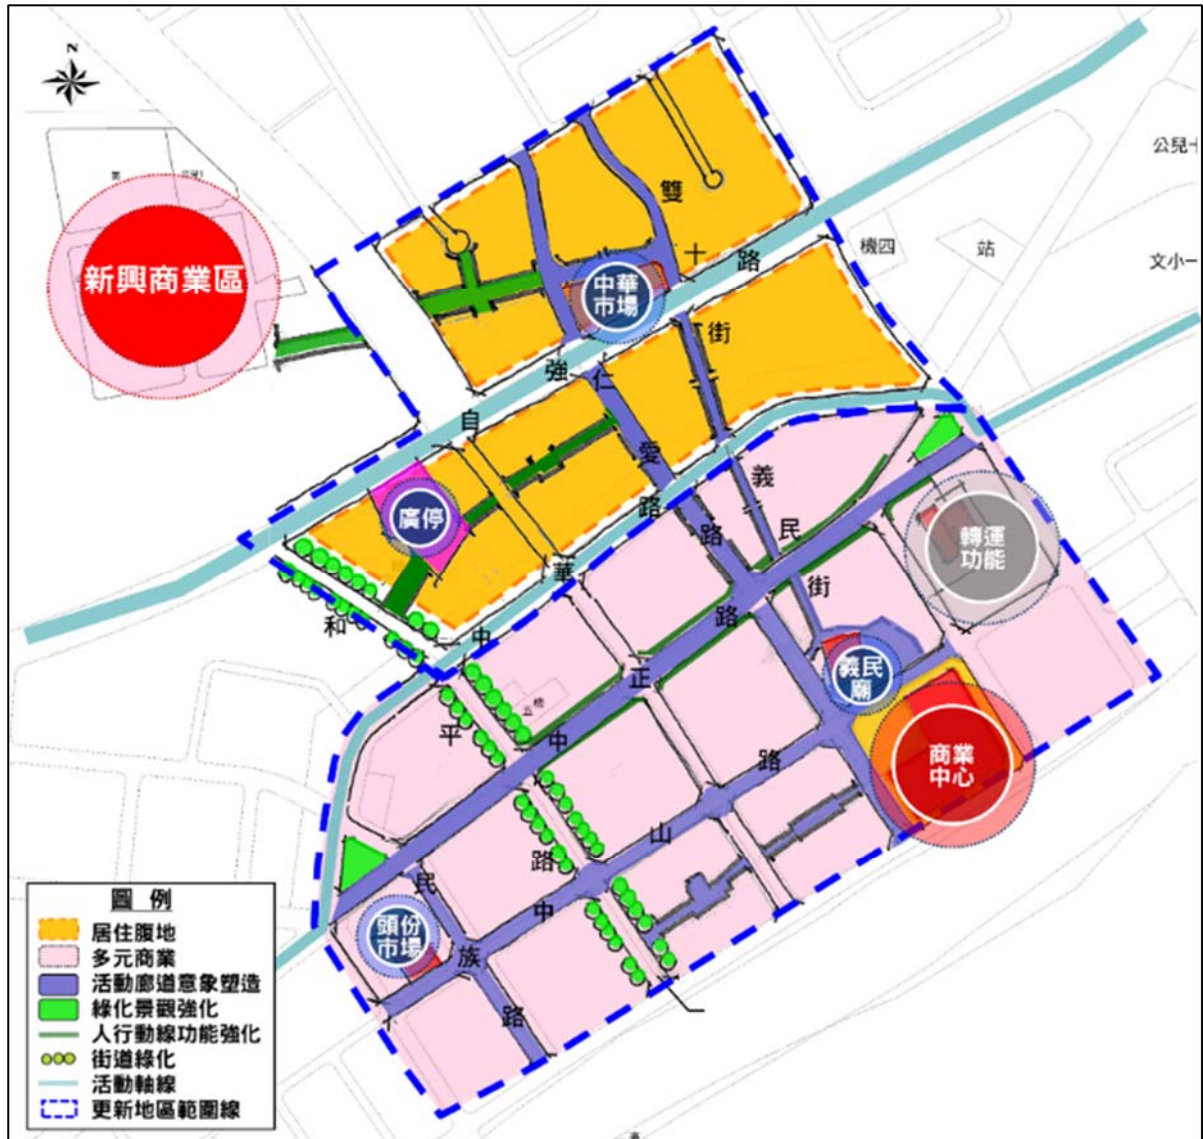 N
公兒一
雙
十
路
機四
站
文小一
新興商業區
中華
市場
街
強
仁
自
愛
路
義
民
街
廣停
轉運
功能
華
路
路
和
中
正
義民
廟
五
平
中
路
商業
中心
山
路
民
中
頭份
市場
族
路
圖 例
居住腹地
多元商業
活動廊道意象塑造
綠化景觀強化
人行動線功能強化
街道綠化
活動軸線
更新地區範圍線